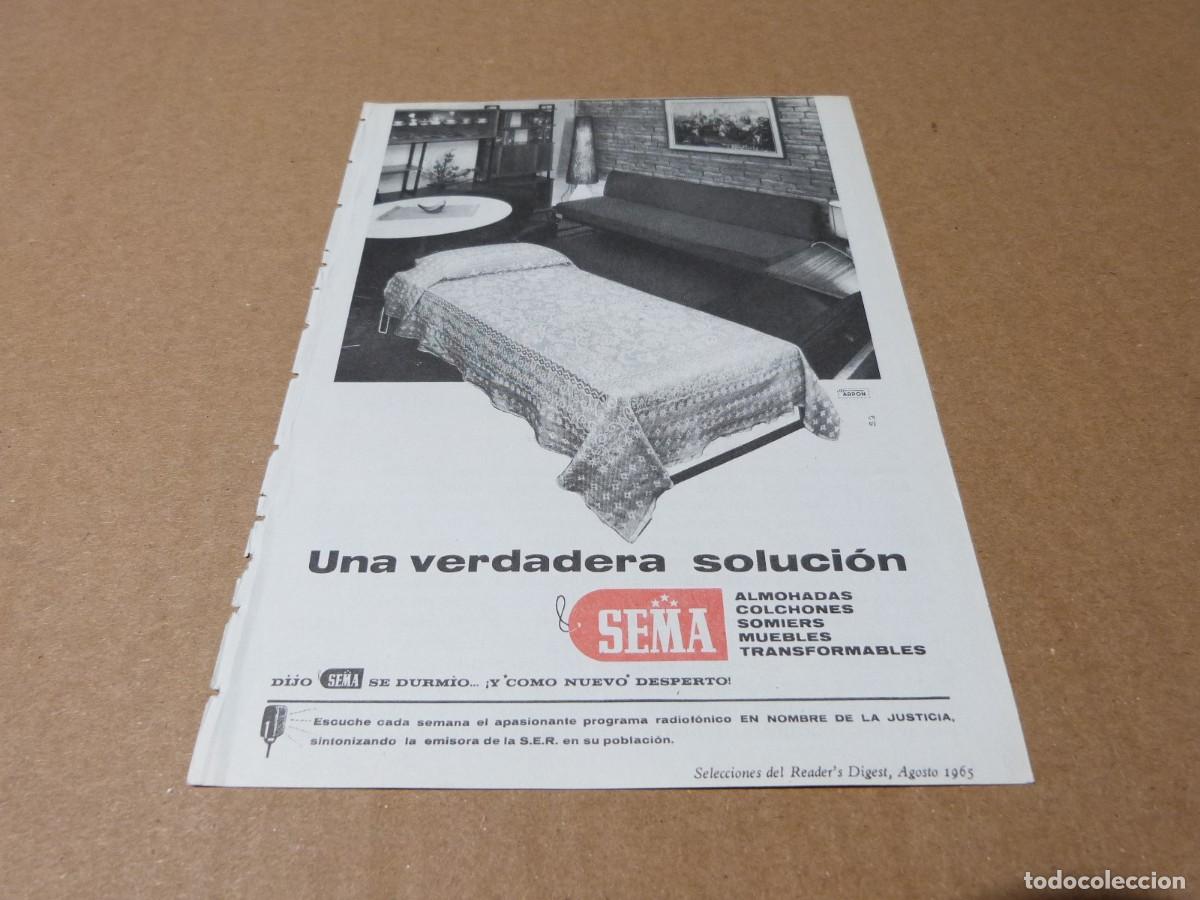 ARPON
Una verdadera solución
SEMA
ALMOHADAS
COLCHONES
SOMIERS
MUEBLES
TRANSFORMABLES
DIJO SEMA SE DURMIO... ¡Y "COMO NUEVO" DESPERTO!
Escuche cada semana el apasionante programa radiofónico EN NOMBRE DE LA JUSTICIA,
sintonizando la emisora de la S.E.R. en su población.
Selecciones del Reader's Digest, Agosto 1965
todocoleccion